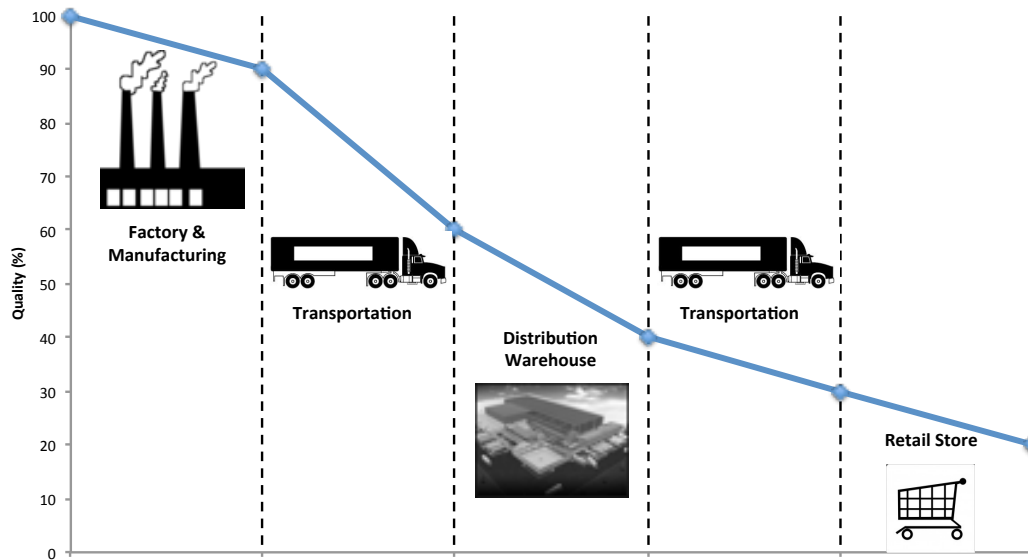 100
90
80
70
60
50
40
30
20
10
0
Quality (%)
Factory &
Manufacturing
Transportation
Distribution
Warehouse
Transportation
Retail Store